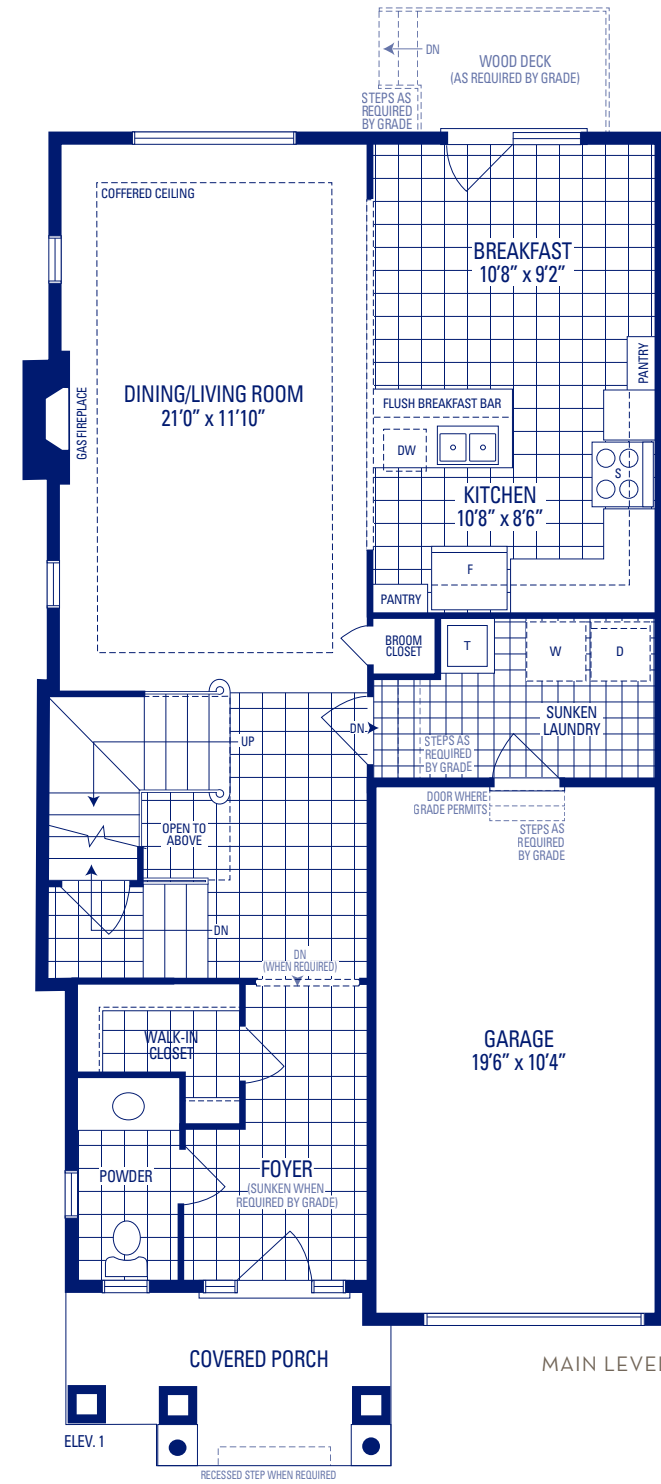 DN
WOOD DECK
(AS REQUIRED BY GRADE)
STEPS AS
REQUIRED
BY GRADE
COFFERED CEILING
BREAKFAST
10'8" x 9'2"
PANTRY
GAS FIREPLACE
DINING/LIVING ROOM
21'0" x 11'10"
FLUSH BREAKFAST BAR
DW
S
KITCHEN
10'8" x 8'6"
F
PANTRY
BROOM
CLOSET
T
W
D
SUNKEN
LAUNDRY
DN
STEPS AS
REQUIRED
BY GRADE
UP
DOOR WHERE
GRADE PERMITS
STEPS AS
REQUIRED
BY GRADE
OPEN TO
ABOVE
DN
DN
(WHEN REQUIRED)
WALK-IN
CLOSET
GARAGE
19'6" x 10'4"
POWDER
FOYER
(SUNKEN WHEN
REQUIRED BY GRADE)
COVERED PORCH
MAIN LEVEL
ELEV. 1
RECESSED STEP WHEN REQUIRED